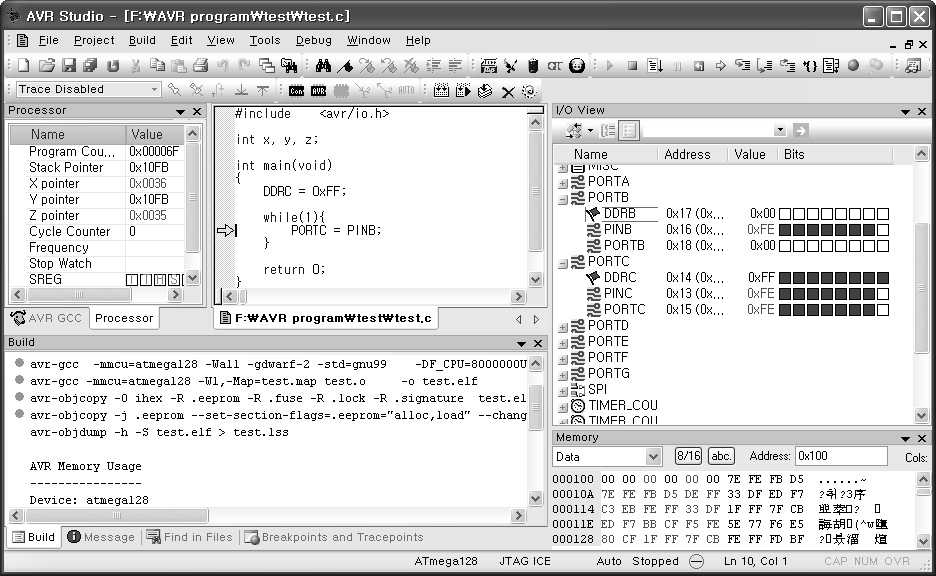 AVR Studio - [F:₩AVR program₩test₩test.c]
File Project Build Edit View Tools Debug Window Help
Trace Disabled
Con AVR AUTO
Processor
Name Value
Program Cou... 0x00006F
Stack Pointer 0x10FB
X pointer 0x0036
Y pointer 0x10FB
Z pointer 0x0035
Cycle Counter 0
Frequency
Stop Watch
SREG I T H S
AVR GCC Processor
#include <avr/io.h>
int x, y, z;
int main(void)
{
DDRC = 0xFF;
while(1){
PORTC = PINB;
}
return 0;
}
F:₩AVR program₩test₩test.c
I/O View
Name Address Value Bits
MISC
PORTA
PORTB
DDRB 0x17 (0x... 0x00
PINB 0x16 (0x... 0xFE
PORTB 0x18 (0x... 0x00
PORTC
DDRC 0x14 (0x... 0xFF
PINC 0x13 (0x... 0xFE
PORTC 0x15 (0x... 0xFE
PORTD
PORTE
PORTF
PORTG
SPI
TIMER_COU
TIMER_COU
Build
avr-gcc -mmcu=atmega128 -Wall -gdwarf-2 -std=gnu99 -DF_CPU=8000000U
avr-gcc -mmcu=atmega128 -Wl,-Map=test.map test.o -o test.elf
avr-objcopy -O ihex -R .eeprom -R .fuse -R .lock -R .signature test.el
avr-objcopy -j .eeprom --set-section-flags=.eeprom="alloc,load" --chang
avr-objdump -h -S test.elf > test.lss
AVR Memory Usage
----------------
Device: atmega128
Build Message Find in Files Breakpoints and Tracepoints
Memory
Data 8/16 abc. Address: 0x100 Cols:
000100 00 00 00 00 00 00 7E FE FB D5 ......~
00010A 7E FE FB D5 DE FF 33 DF ED F7
000114 C3 EB FE FF 33 DF 1F FF 7F CB
00011E ED F7 BB CF F5 FE 5E 77 F6 E5
000128 80 CF 1F FF 7F CB FE FF FD BF
ATmega128 JTAG ICE Auto Stopped Ln 10, Col 1 CAP NUM OVR